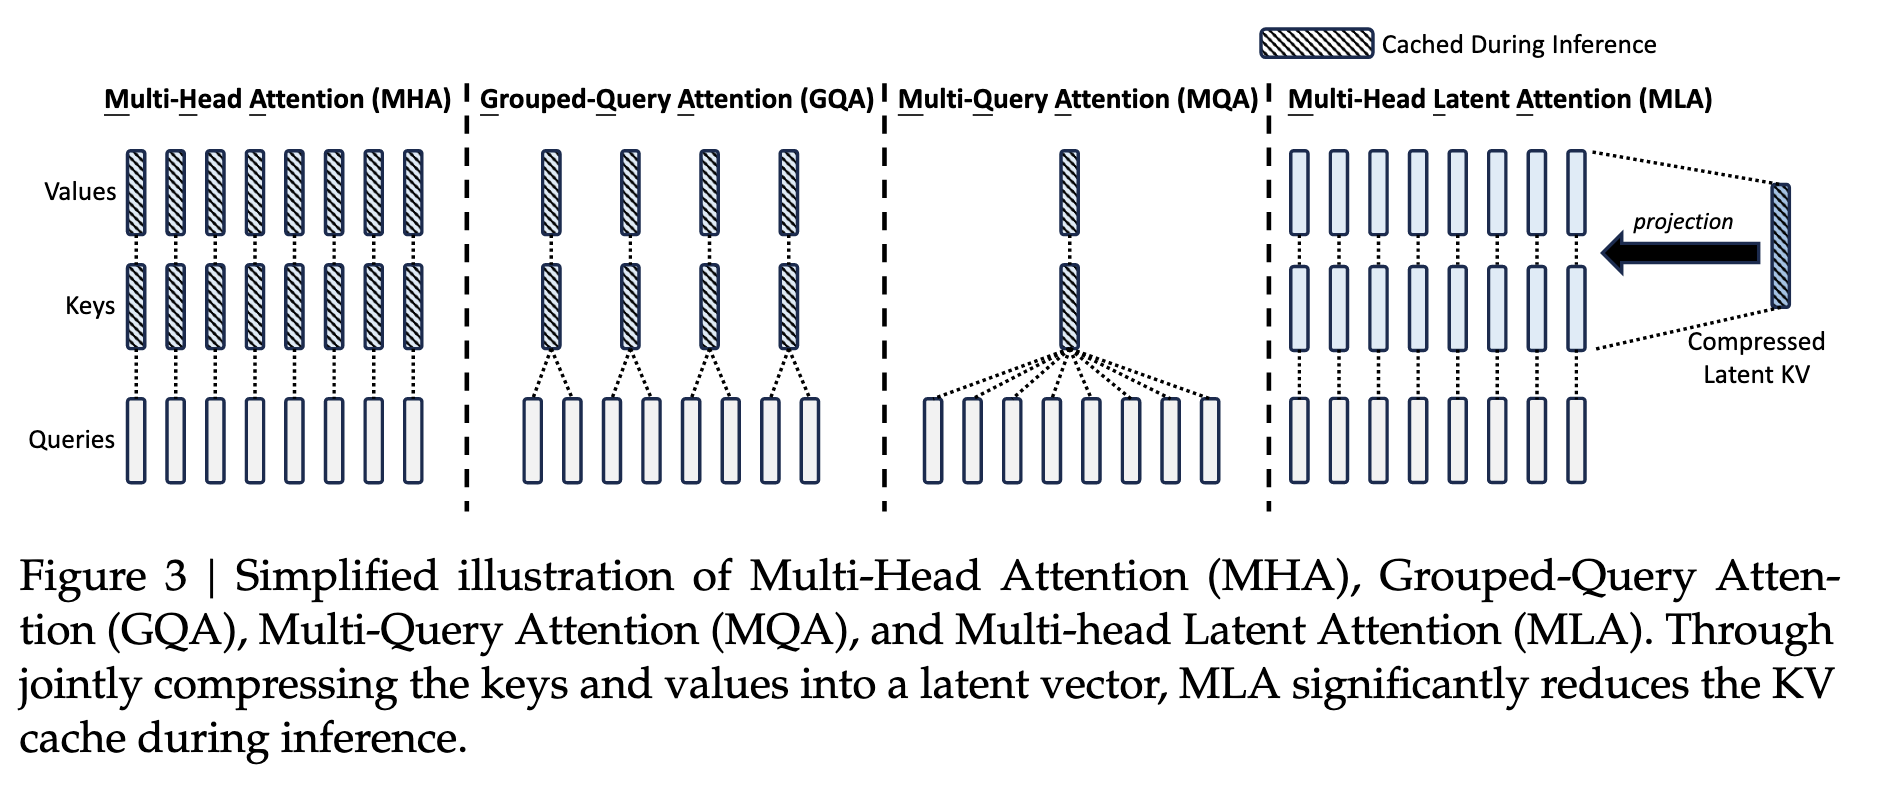 Cached During Inference
Multi-Head Attention (MHA)
Grouped-Query Attention (GQA)
Multi-Query Attention (MQA)
Multi-Head Latent Attention (MLA)
Values
Keys
Queries
projection
Compressed
Latent KV
Figure 3 | Simplified illustration of Multi-Head Attention (MHA), Grouped-Query Atten-
tion (GQA), Multi-Query Attention (MQA), and Multi-head Latent Attention (MLA). Through
jointly compressing the keys and values into a latent vector, MLA significantly reduces the KV
cache during inference.